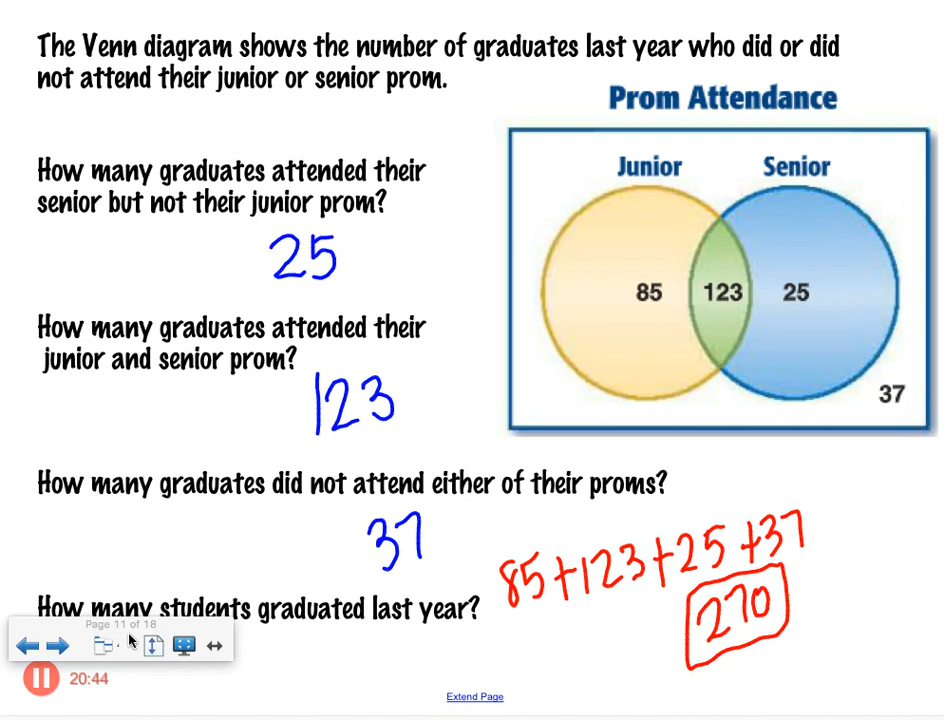 The Venn diagram shows the number of graduates last year who did or did
not attend their junior or senior prom.
Prom Attendance
How many graduates attended their
senior but not their junior prom?
25
Junior Senior
85 123 25
37
How many graduates attended their
junior and senior prom?
123
How many graduates did not attend either of their proms?
37
85+123+25+37
270
How many students graduated last year?
Page 11 of 18
20:44
Extend Page